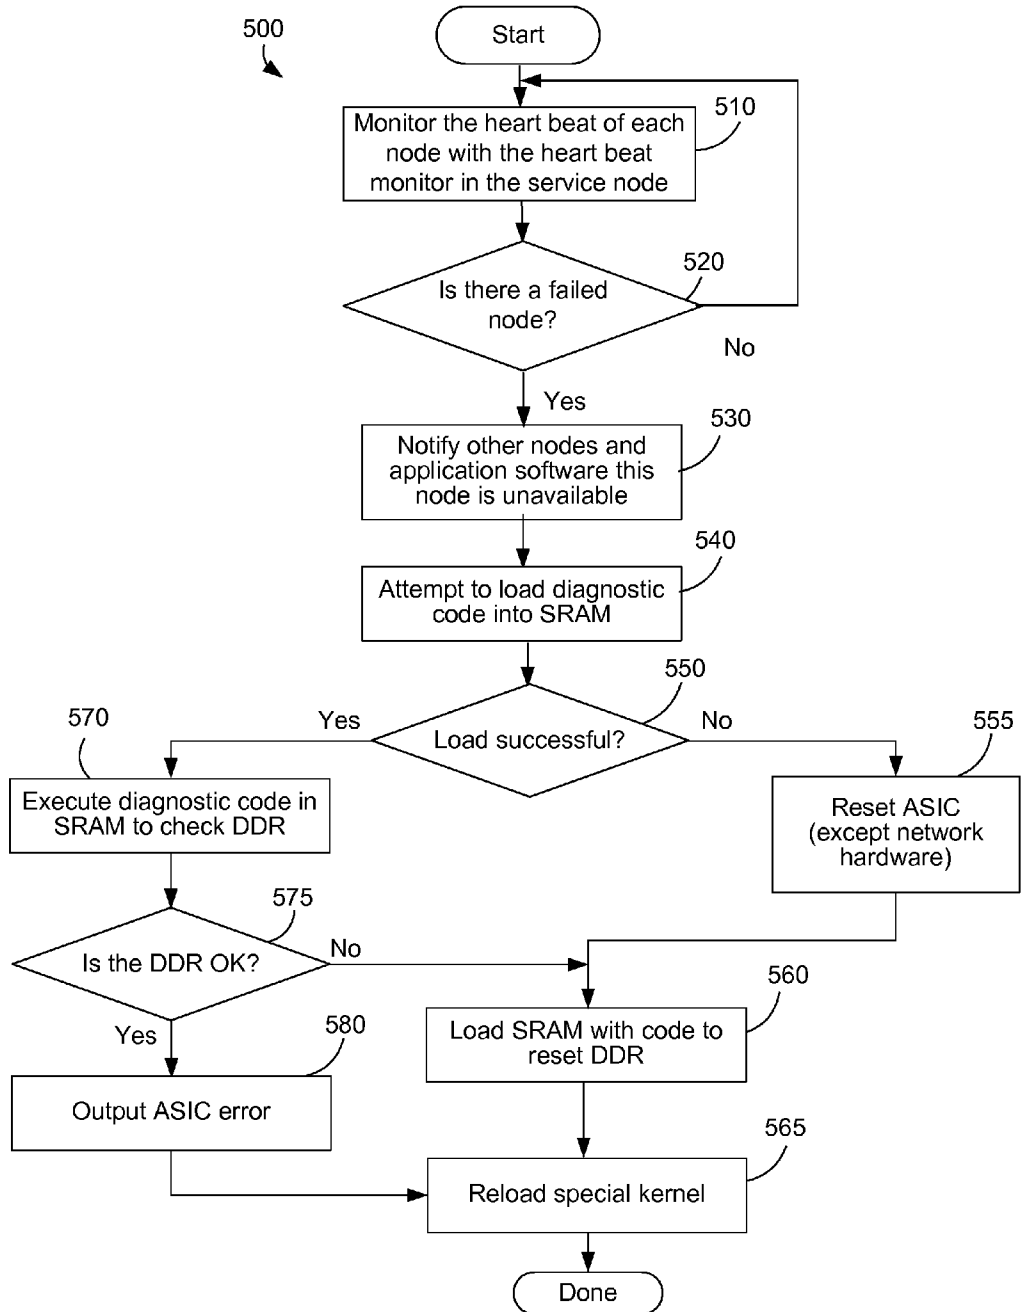 500
Start
510
Monitor the heart beat of each
node with the heart beat
monitor in the service node
520
Is there a failed
node?
No
Yes
530
Notify other nodes and
application software this
node is unavailable
540
Attempt to load diagnostic
code into SRAM
550
Yes
No
Load successful?
570
555
Execute diagnostic code in
SRAM to check DDR
Reset ASIC
(except network
hardware)
575
No
Is the DDR OK?
560
Yes
580
Load SRAM with code to
reset DDR
Output ASIC error
565
Reload special kernel
Done